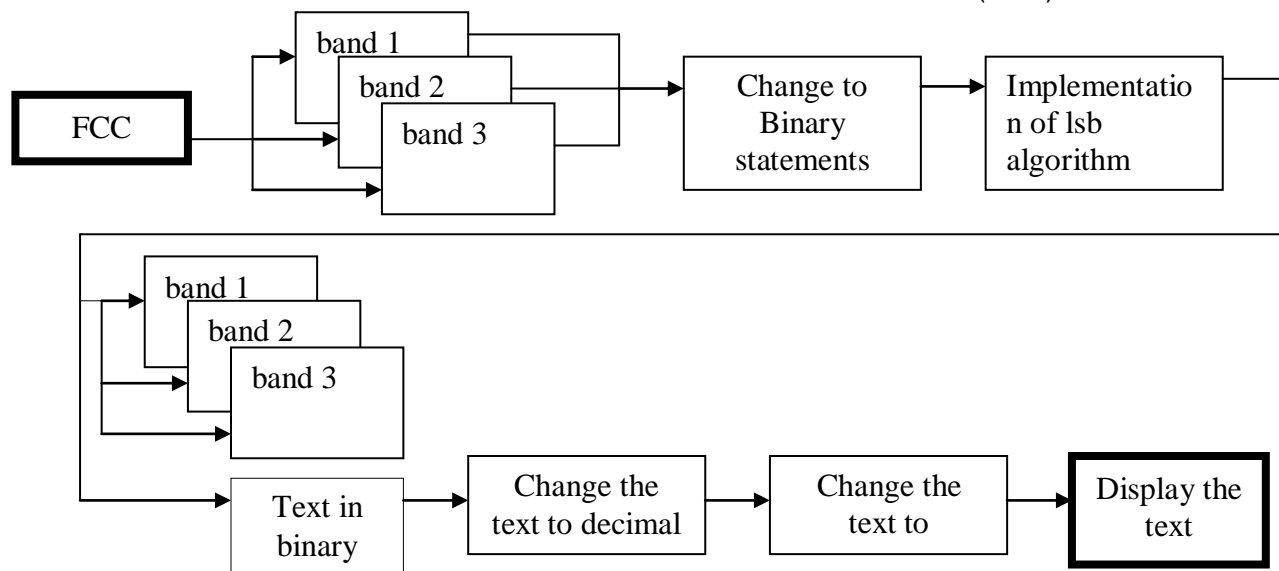 FCC
band 1
band 2
band 3
Change to
Binary
statements
Implementatio
n of lsb
algorithm
band 1
band 2
band 3
Text in
binary
Change the
text to decimal
Change the
text to
Display the
text